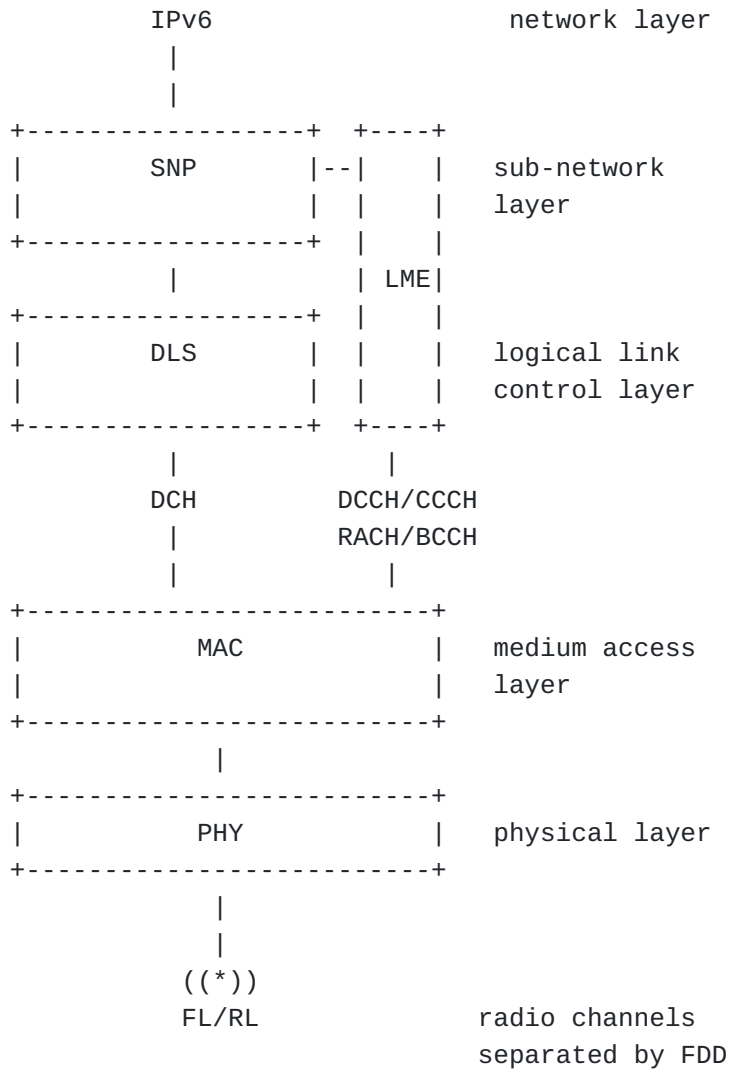 IPv6 network layer
SNP sub-network
layer
LME
DLS logical link
control layer
DCH DCCH/CCCH
RACH/BCCH
MAC medium access
layer
PHY physical layer
((*))
FL/RL radio channels
separated by FDD